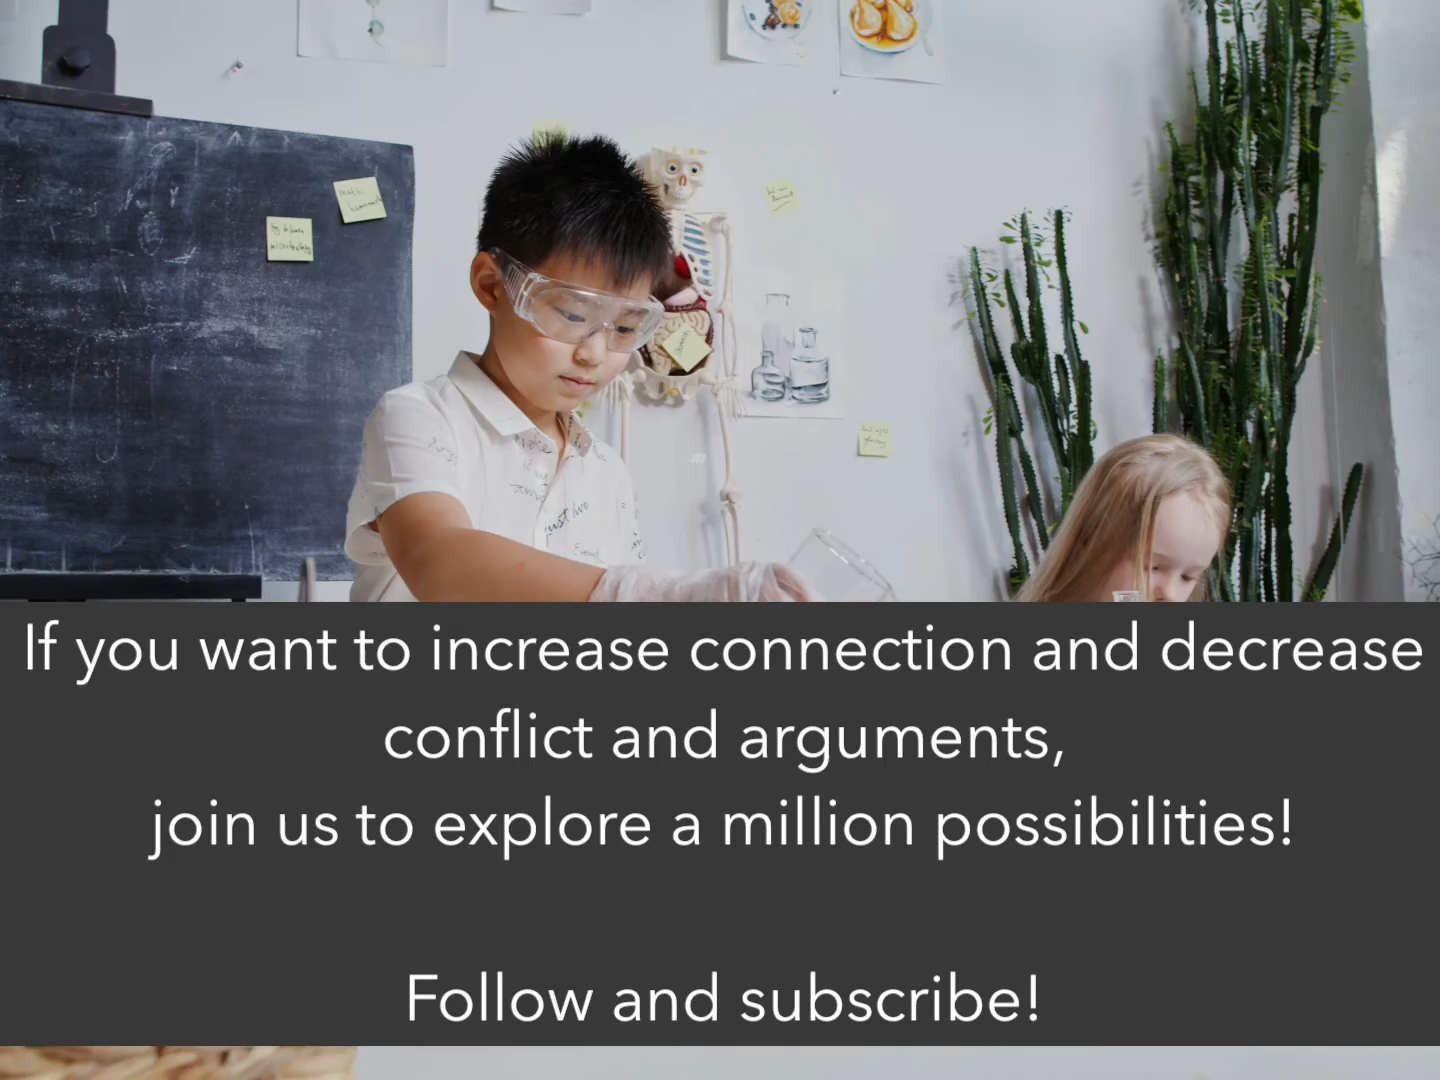 If you want to increase connection and decrease
conflict and arguments,
join us to explore a million possibilities!
Follow and subscribe!